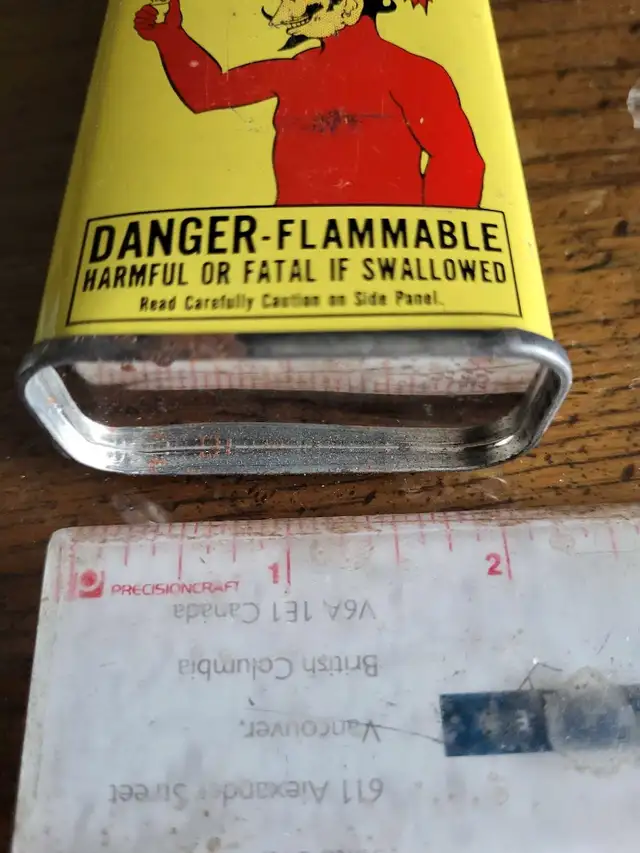 DANGER-FLAMMABLE
HARMFUL OR FATAL IF SWALLOWED
Read Carefully Caution on Side Panel.
1 2
PRECISIONCRAFT
V6A 1E1 Canada
British Columbia
Vancouver,
611 Alexander Street